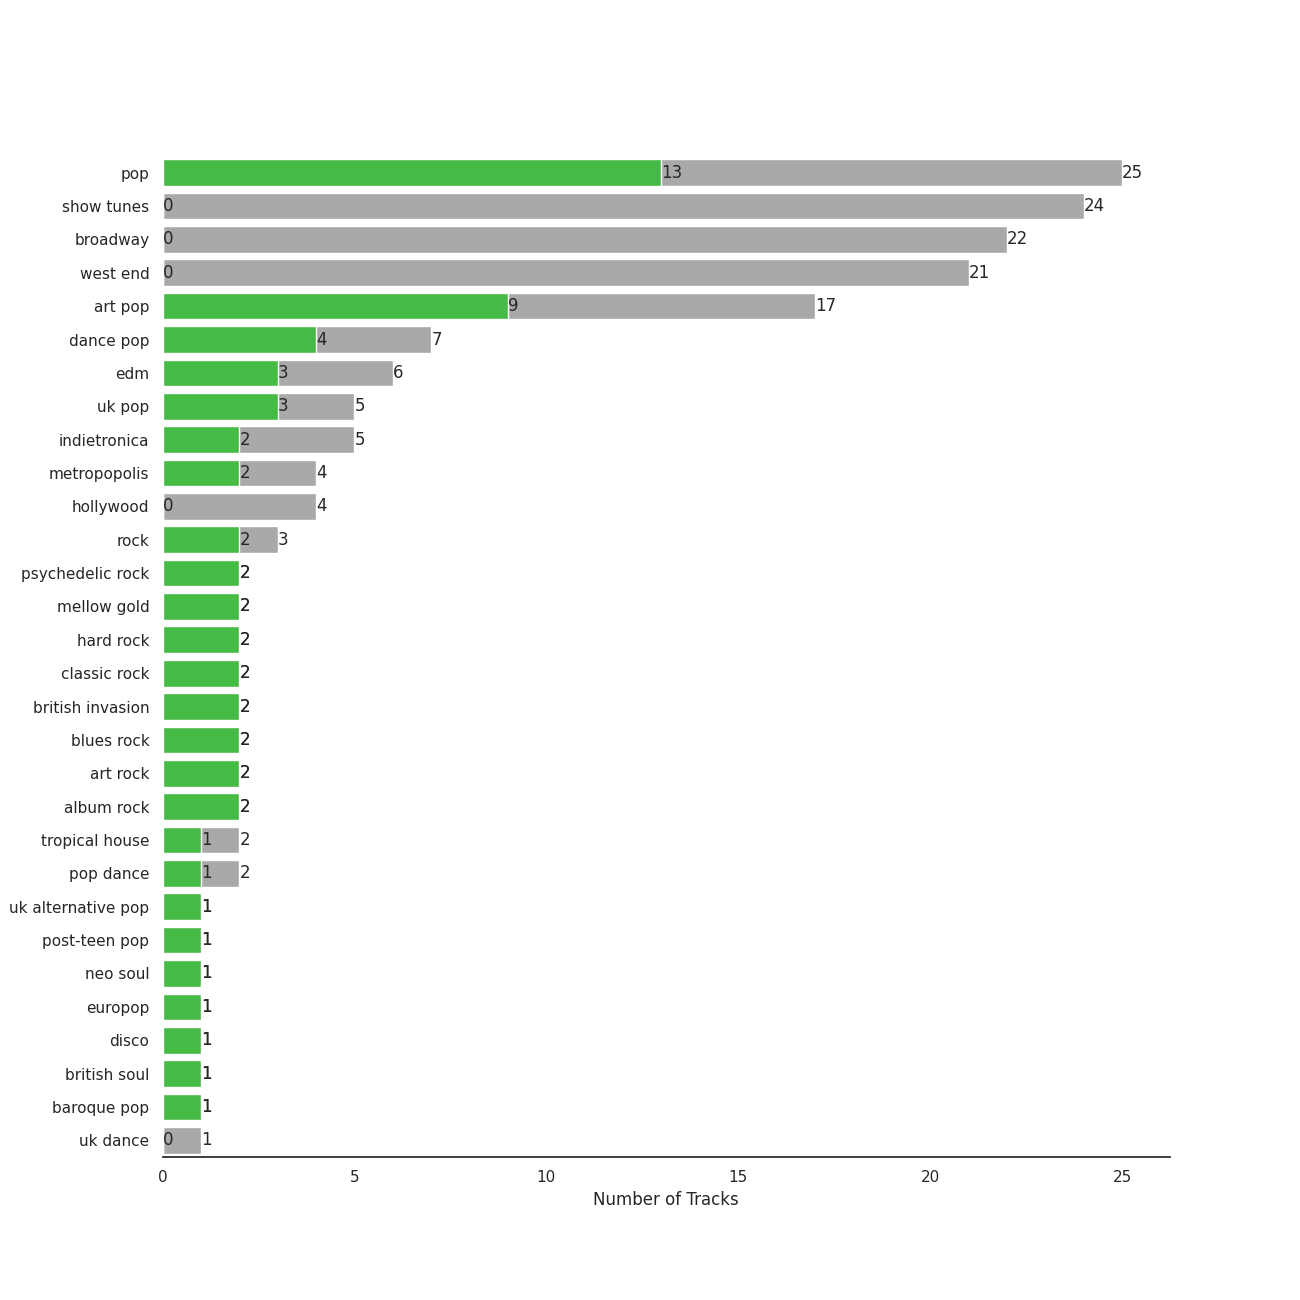 pop 13 25
show tunes 0 24
broadway 0 22
west end 0 21
art pop 9 17
dance pop 4 7
edm 3 6
uk pop 3 5
indietronica 2 5
metropopolis 2 4
hollywood 0 4
rock 2 3
psychedelic rock 2
mellow gold 2
hard rock 2
classic rock 2
british invasion 2
blues rock 2
art rock 2
album rock 2
tropical house 1 2
pop dance 1 2
uk alternative pop 1
post-teen pop 1
neo soul 1
europop 1
disco 1
british soul 1
baroque pop 1
uk dance 0 1
0 5 10 15 20 25
Number of Tracks